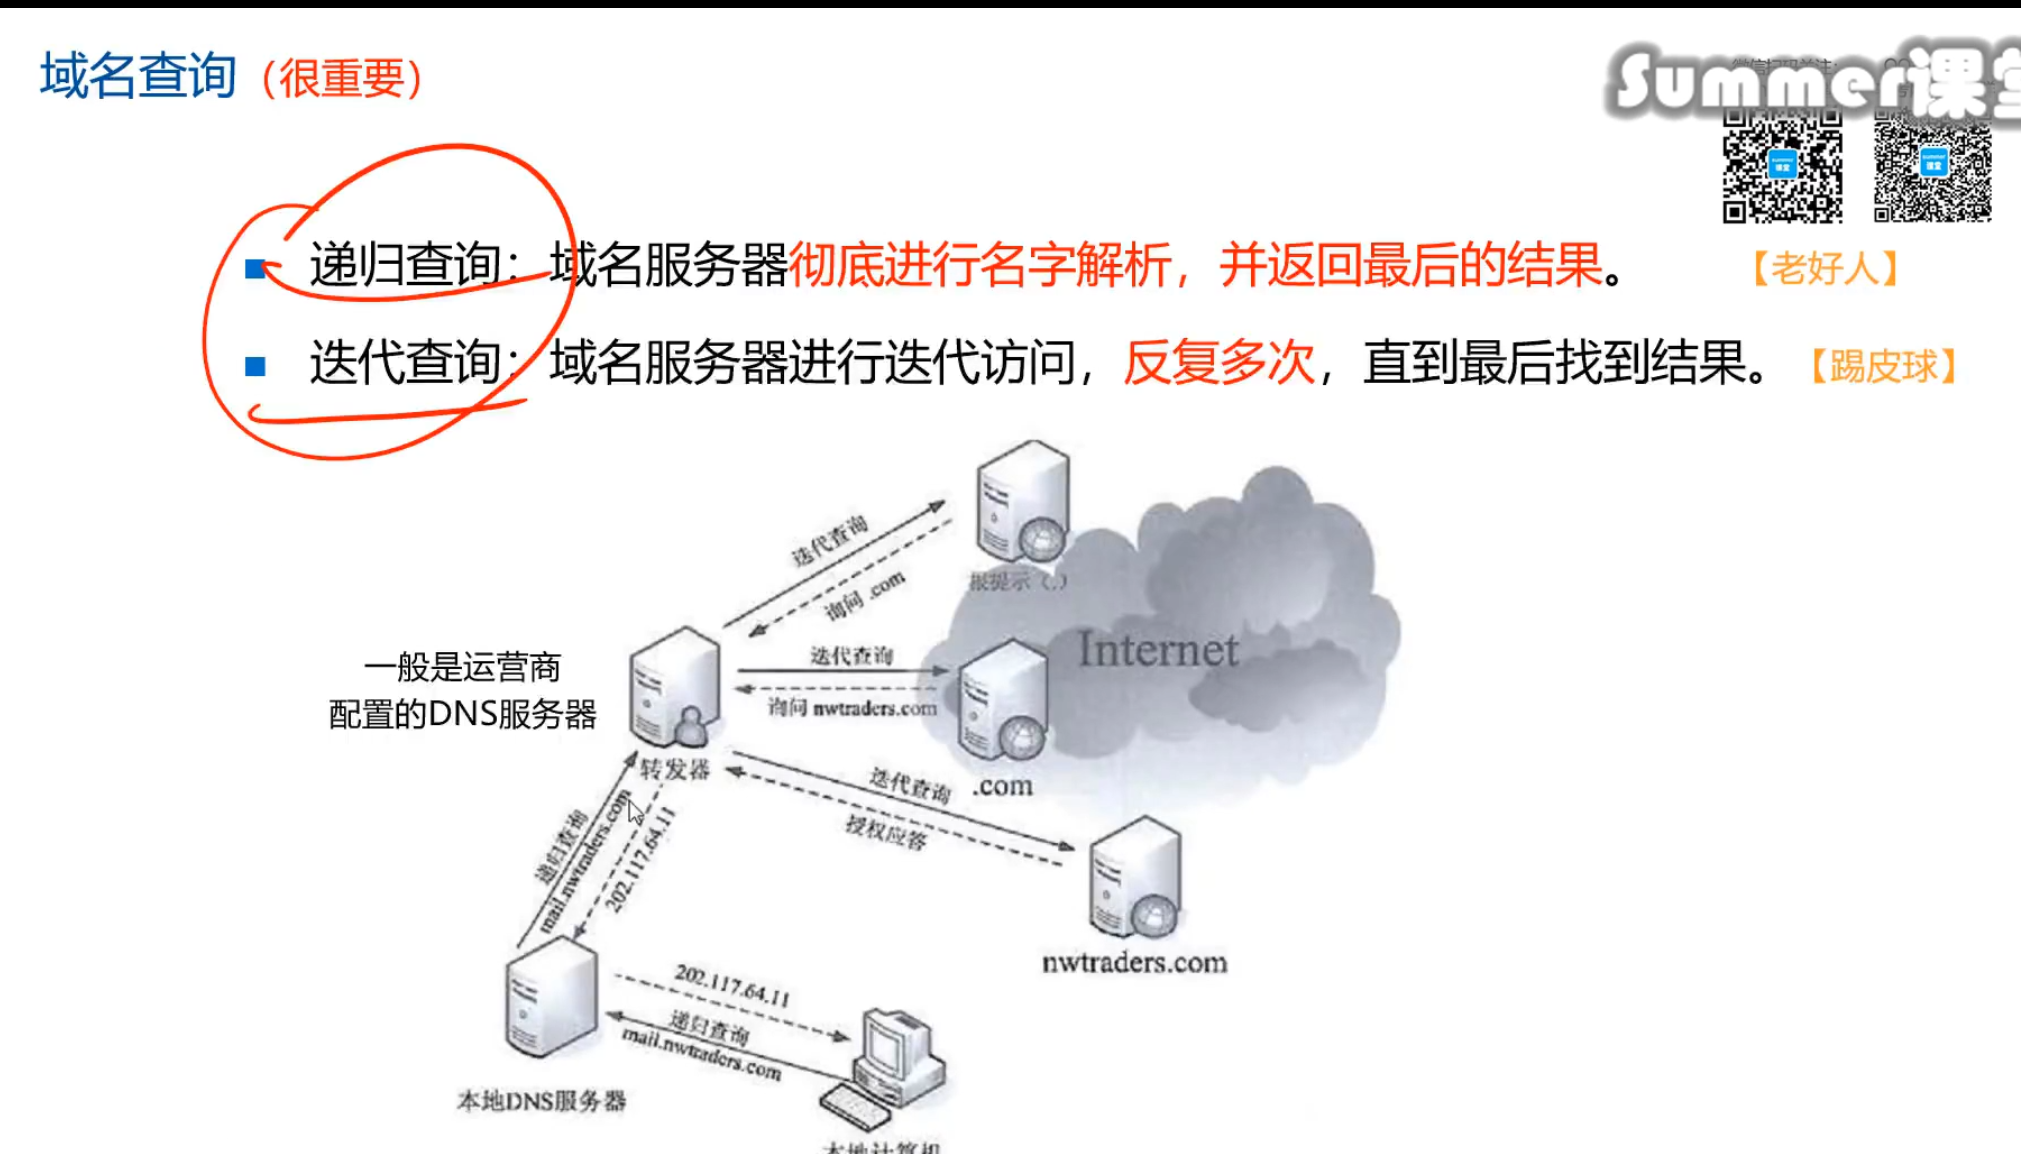 域名查询（很重要）
Summer课堂
递归查询：域名服务器彻底进行名字解析，并返回最后的结果。 【老好人】
迭代查询：域名服务器进行迭代访问，反复多次，直到最后找到结果。 【踢皮球】
迭代查询
询问 .com
根提示（.）
Internet
一般是运营商
配置的DNS服务器
迭代查询
询问 nwtraders.com
转发器
.com
迭代查询
授权应答
nwtraders.com
递归查询
mail.nwtraders.com
202.117.64.11
202.117.64.11
递归查询
mail.nwtraders.com
本地DNS服务器
本地计算机